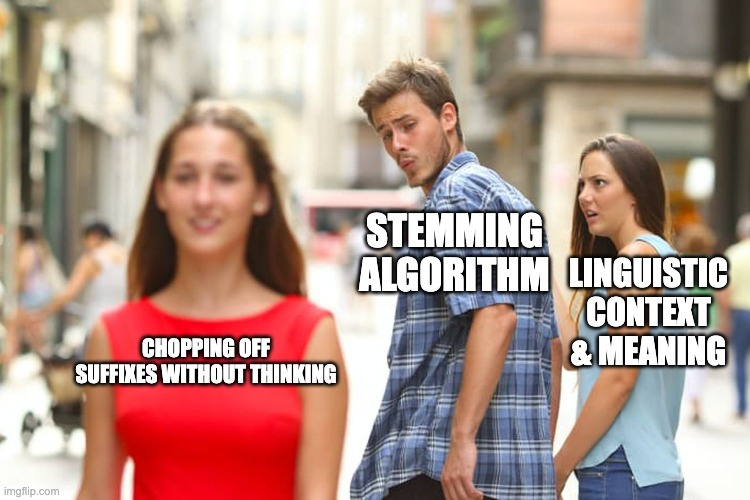 STEMMING
ALGORITHM
LINGUISTIC
CONTEXT
& MEANING
CHOPPING OFF
SUFFIXES WITHOUT THINKING
imgflip.com